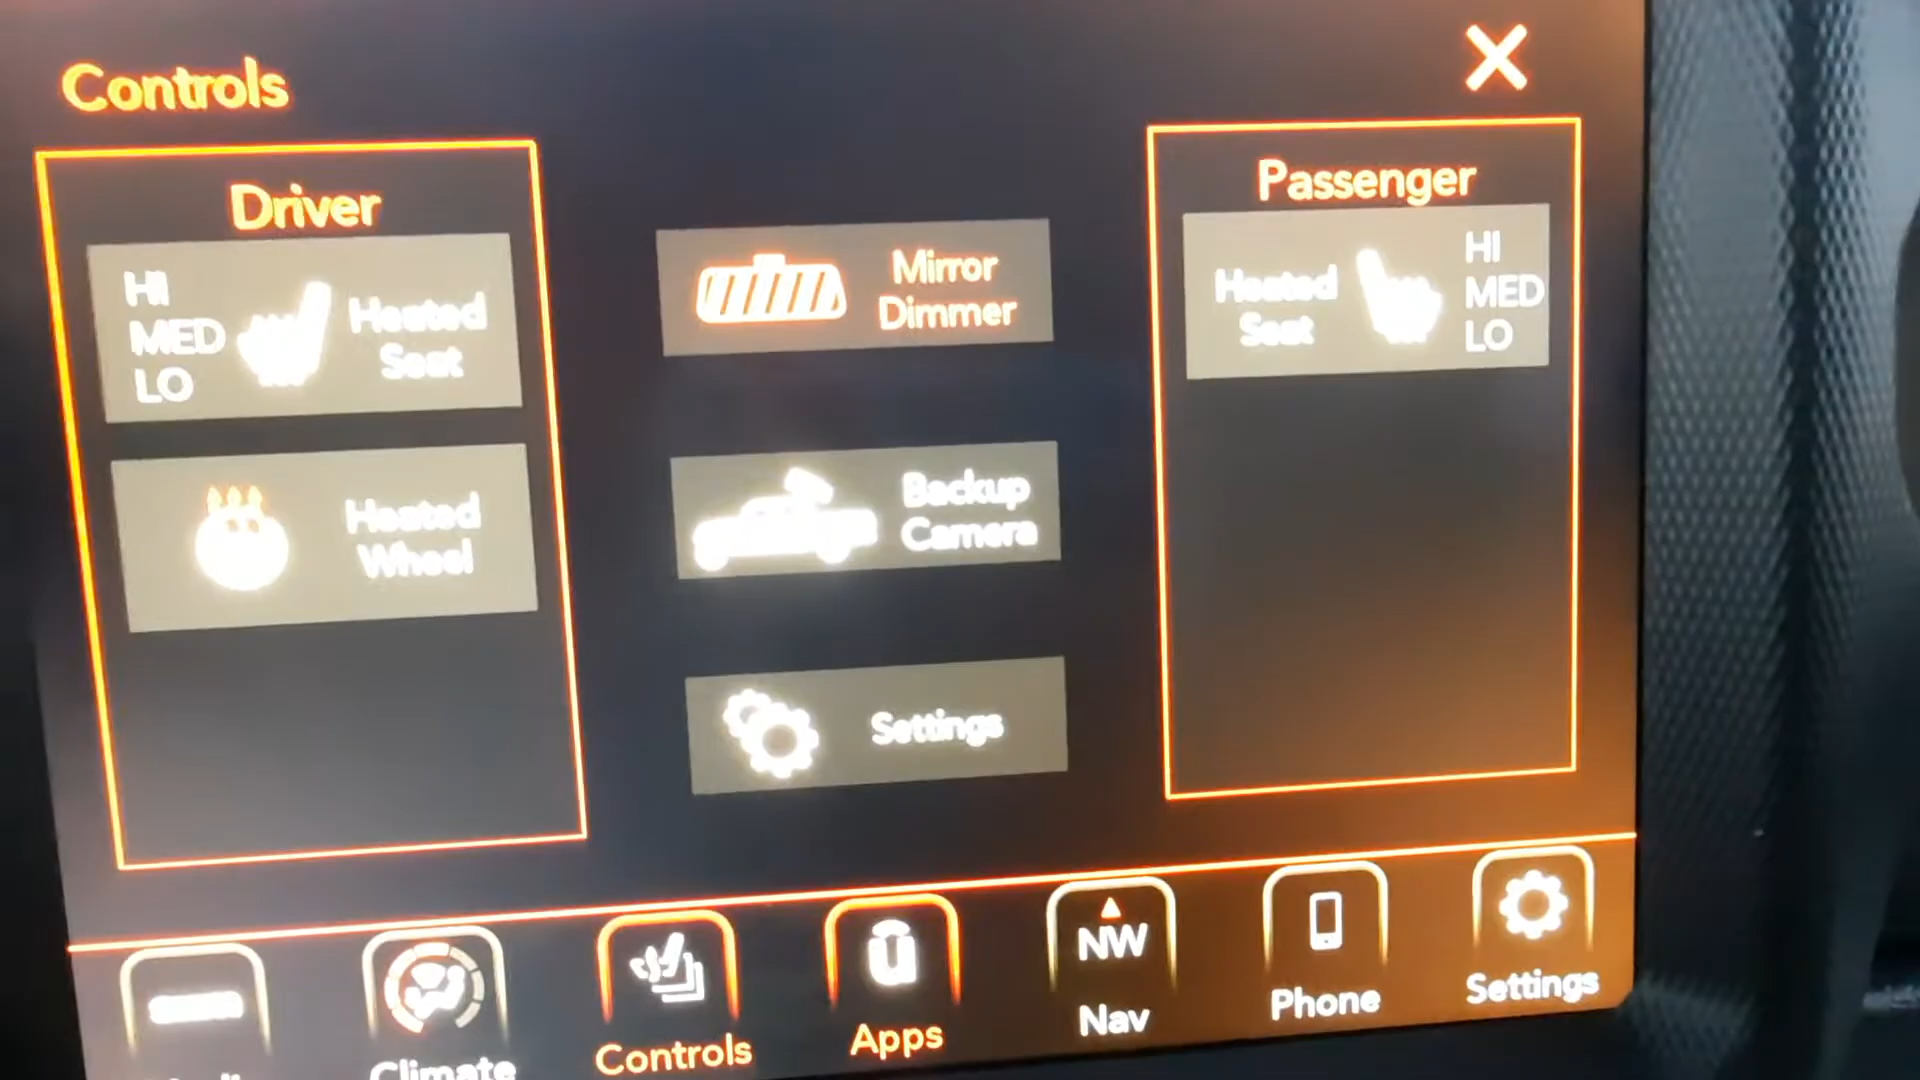 Controls
Driver
HI
MED
LO
Heated
Seat
Heated
Wheel
Mirror
Dimmer
Backup
Camera
Settings
Passenger
Heated
Seat
HI
MED
LO
Climate
Controls
Apps
NW
Nav
Phone
Settings